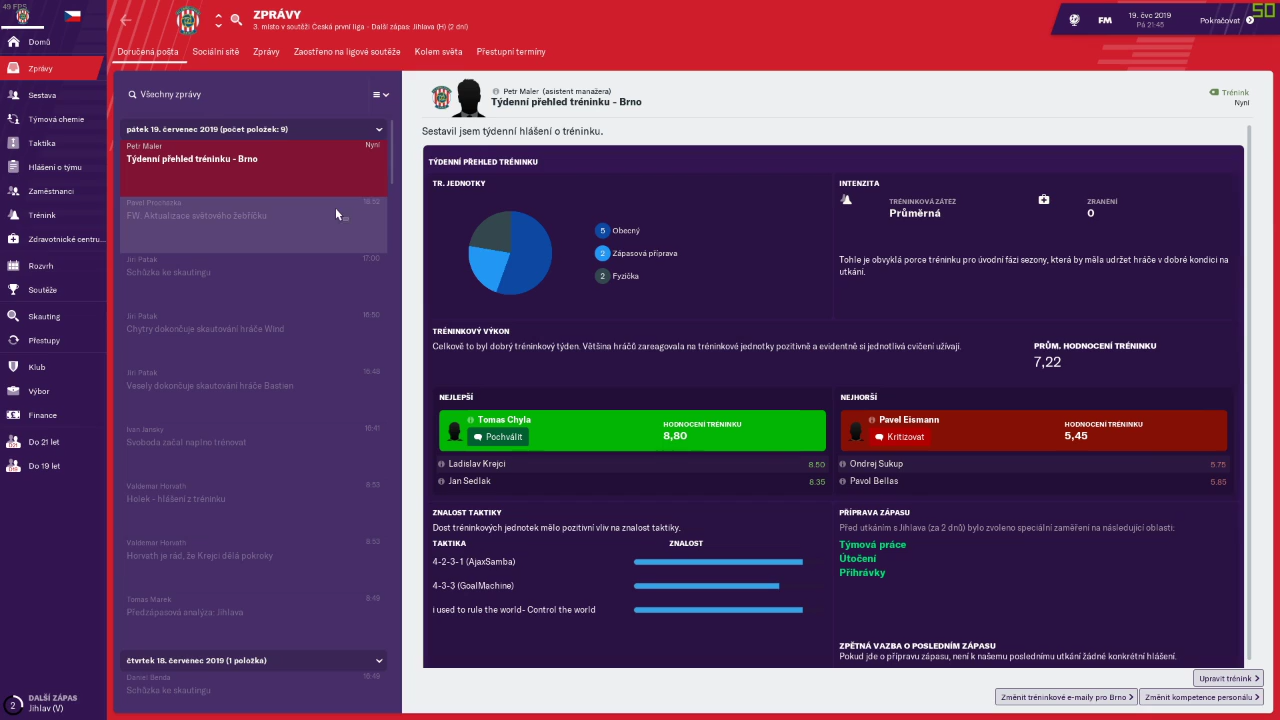 49 FPS
50
ZPRÁVY
3. místo v soutěži Česká první liga - Další zápas: Jihlava (H) (2 dní)
FM
19. čvc 2019
Pá 21:45
Pokračovat
Doručená pošta
Sociální sítě
Zprávy
Zaostřeno na ligové soutěže
Kolem světa
Přestupní termíny
Domů
Zprávy
Sestava
Týmová chemie
Taktika
Hlášení o týmu
Zaměstnanci
Trénink
Zdravotnické centru...
Rozvrh
Soutěže
Skauting
Přestupy
Klub
Výbor
Finance
Do 21 let
Do 19 let
2
DALŠÍ ZÁPAS
Jihlav (V)
Všechny zprávy
pátek 19. červenec 2019 (počet položek: 9)
Petr Maler
Nyní
Týdenní přehled tréninku - Brno
Pavel Prochazka
18:52
FW: Aktualizace světového žebříčku
Jiri Patak
17:00
Schůzka ke skautingu
Jiri Patak
16:50
Chytry dokončuje skautování hráče Wind
Jiri Patak
16:48
Vesely dokončuje skautování hráče Bastien
Ivan Jansky
16:41
Svoboda začal naplno trénovat
Valdemar Horvath
8:53
Holek - hlášení z tréninku
Valdemar Horvath
8:53
Horvath je rád, že Krejci dělá pokroky
Tomas Marek
8:49
Předzápasová analýza: Jihlava
čtvrtek 18. červenec 2019 (1 položka)
Daniel Benda
18:49
Schůzka ke skautingu
Petr Maler (asistent manažera)
Týdenní přehled tréninku - Brno
Trénink
Nyní
Sestavil jsem týdenní hlášení o tréninku.
TÝDENNÍ PŘEHLED TRÉNINKU
TR. JEDNOTKY
5 Obecný
2 Zápasová příprava
2 Fyzička
INTENZITA
TRÉNINKOVÁ ZÁTĚŽ
Průměrná
ZRANĚNÍ
0
Tohle je obvyklá porce tréninku pro úvodní fázi sezony, která by měla udržet hráče v dobré kondici na
utkání.
TRÉNINKOVÝ VÝKON
Celkově to byl dobrý tréninkový týden. Většina hráčů zareagovala na tréninkové jednotky pozitivně a evidentně si jednotlivá cvičení užívají.
PRŮM. HODNOCENÍ TRÉNINKU
7,22
NEJLEPŠÍ
Tomas Chyla
Pochválit
HODNOCENÍ TRÉNINKU
8,80
Ladislav Krejci
8.50
Jan Sedlak
8.35
NEJHORŠÍ
Pavel Eismann
Kritizovat
HODNOCENÍ TRÉNINKU
5,45
Ondrej Sukup
5.75
Pavol Bellas
5.85
ZNALOST TAKTIKY
Dost tréninkových jednotek mělo pozitivní vliv na znalost taktiky.
TAKTIKA
ZNALOST
4-2-3-1 (AjaxSamba)
4-3-3 (GoalMachine)
i used to rule the world- Control the world
PŘÍPRAVA ZÁPASU
Před utkáním s Jihlava (za 2 dnů) bylo zvoleno speciální zaměření na následující oblasti:
Týmová práce
Útočení
Přihrávky
ZPĚTNÁ VAZBA O POSLEDNÍM ZÁPASU
Pokud jde o přípravu zápasu, není k našemu poslednímu utkání žádné konkrétní hlášení.
Upravit trénink
Změnit tréninkové e-maily pro Brno
Změnit kompetence personálu